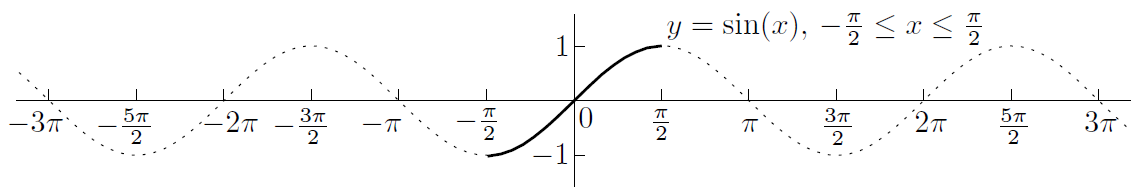 y = sin(x), −π/2 ≤ x ≤ π/2
1
−3π −5π/2 −2π −3π/2 −π −π/2 0 π/2 π 3π/2 2π 5π/2 3π
−1